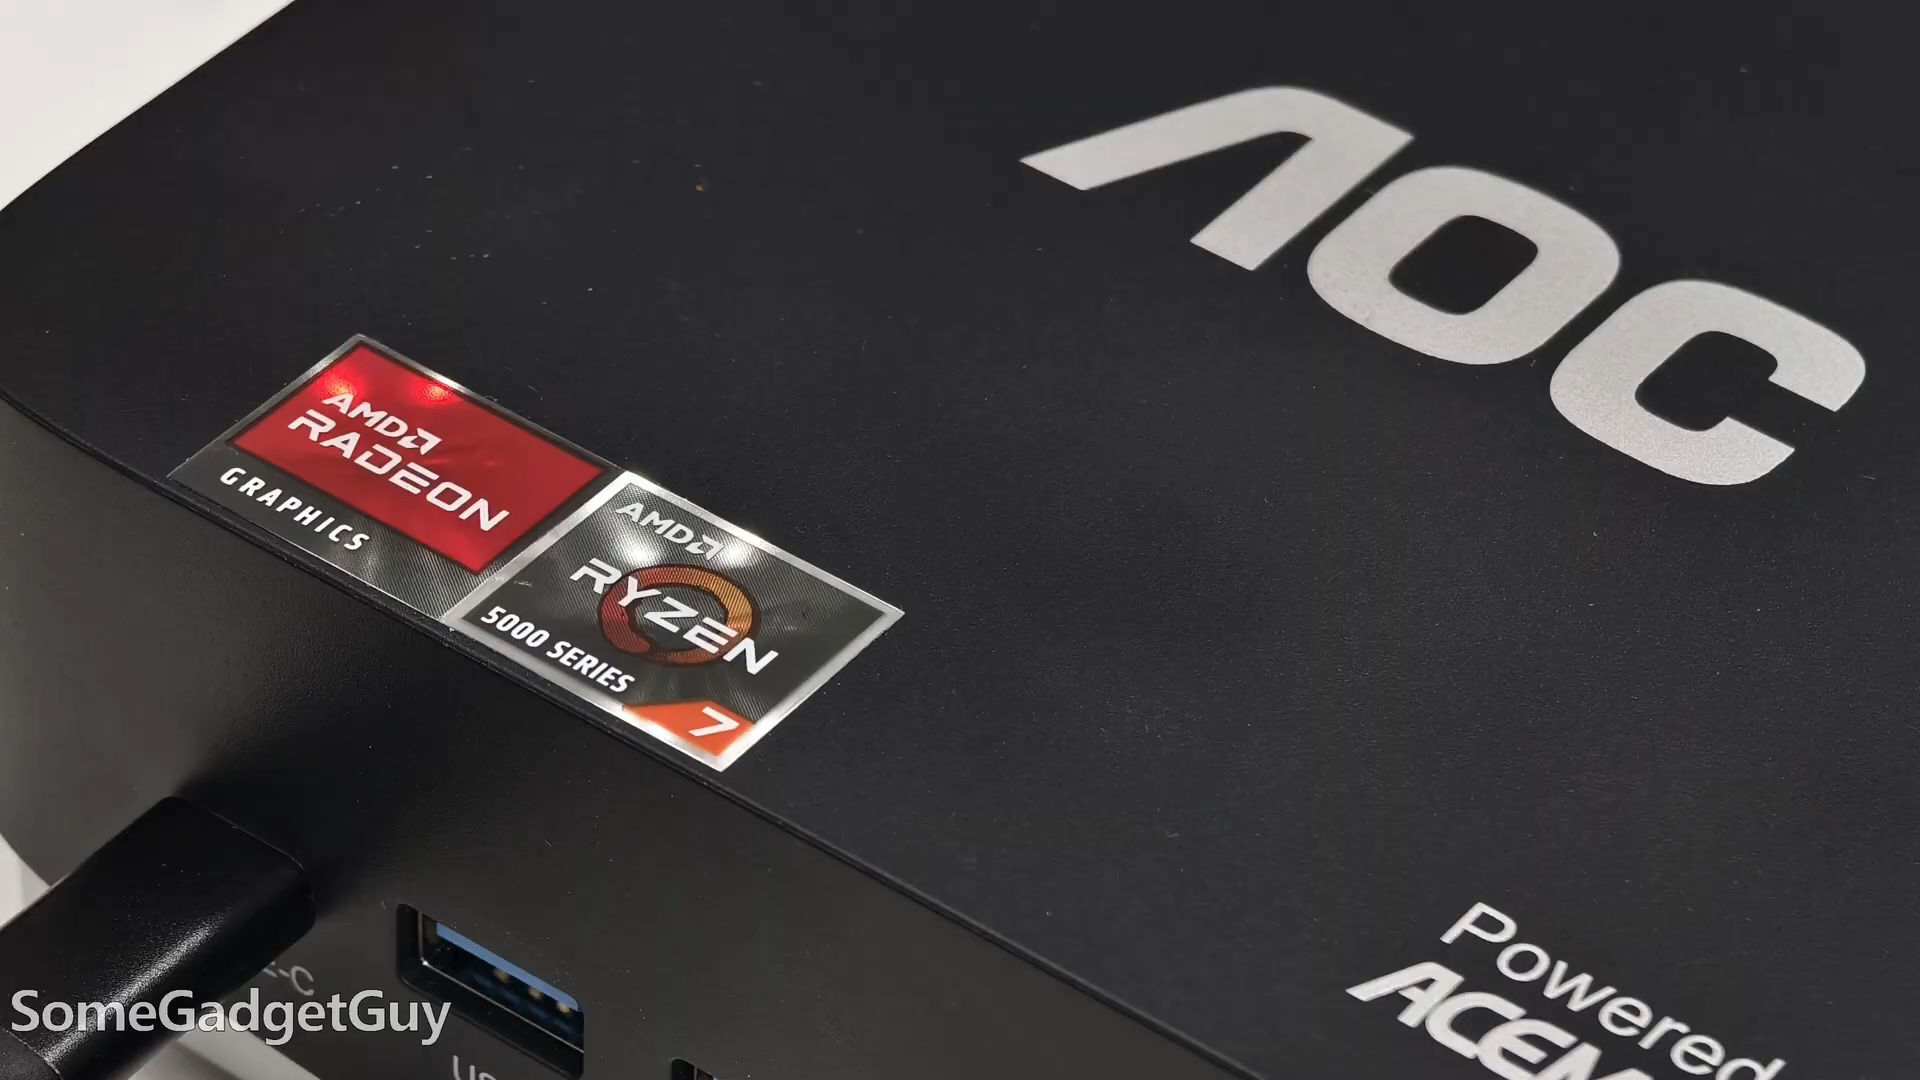 AOC
AMD
RADEON
GRAPHICS
AMD
RYZEN
5000 SERIES
7
Powered
SomeGadgetGuy